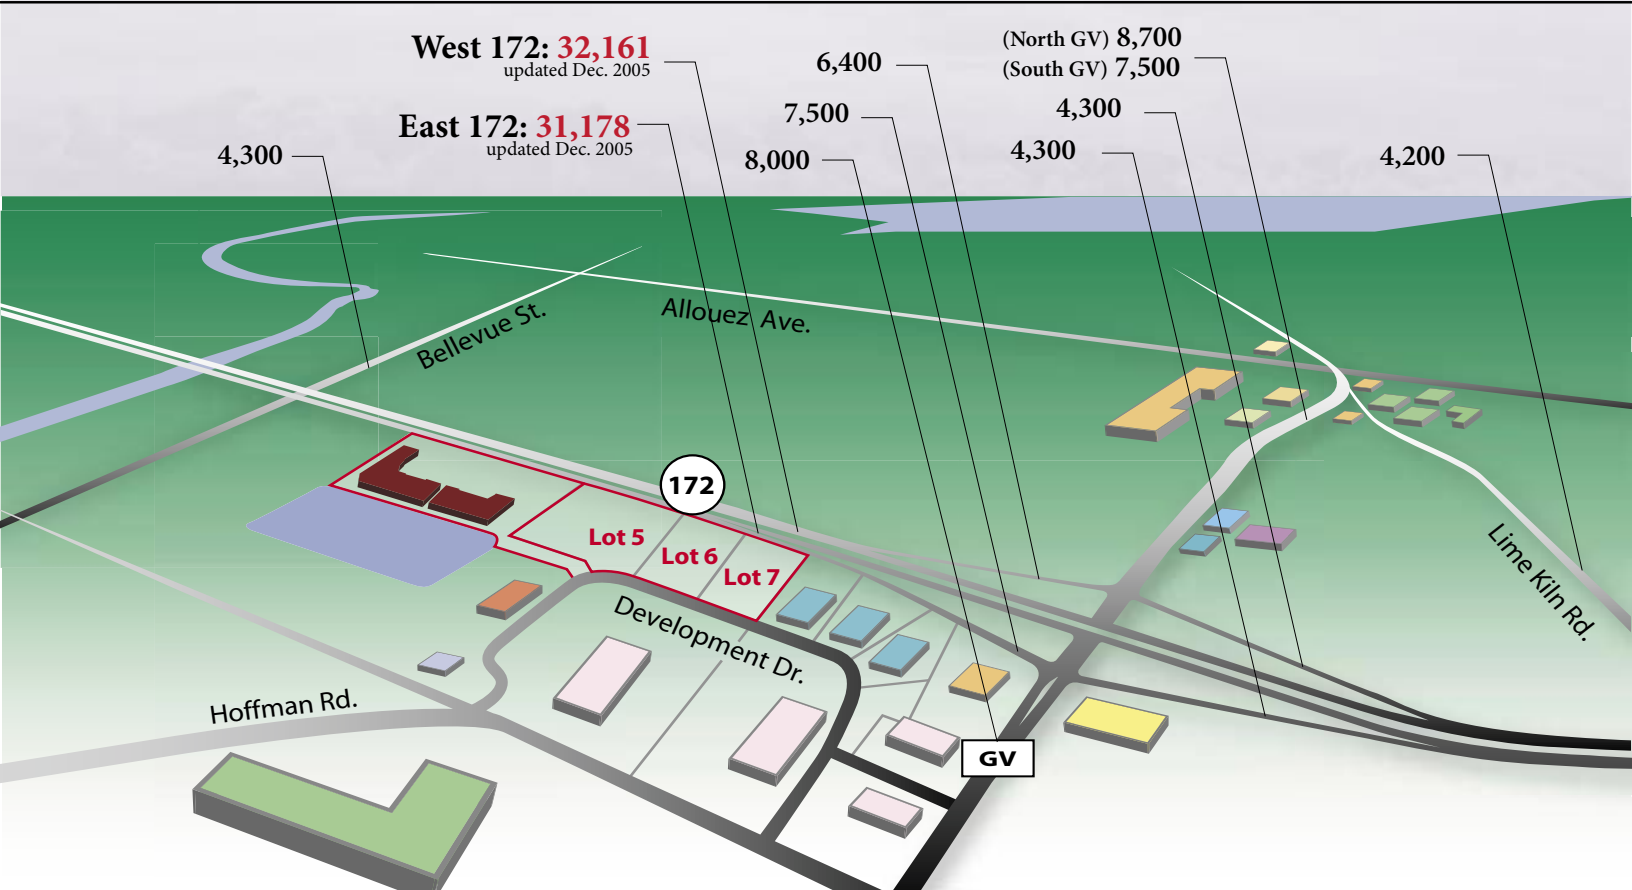 West 172: 32,161
updated Dec. 2005
East 172: 31,178
updated Dec. 2005
4,300
6,400
7,500
8,000
(North GV) 8,700
(South GV) 7,500
4,300
4,300
4,200
Bellevue St.
Allouez Ave.
172
Lot 5
Lot 6
Lot 7
Development Dr.
Hoffman Rd.
Lime Kiln Rd.
GV